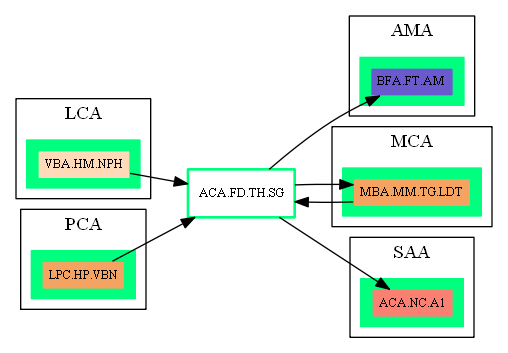 AMA
BFA.FT.AM
LCA
VBA.HM.NPH
MCA
MBA.MM.TG.LDT
ACA.FD.TH.SG
PCA
LPC.HP.VBN
SAA
ACA.NC.A1